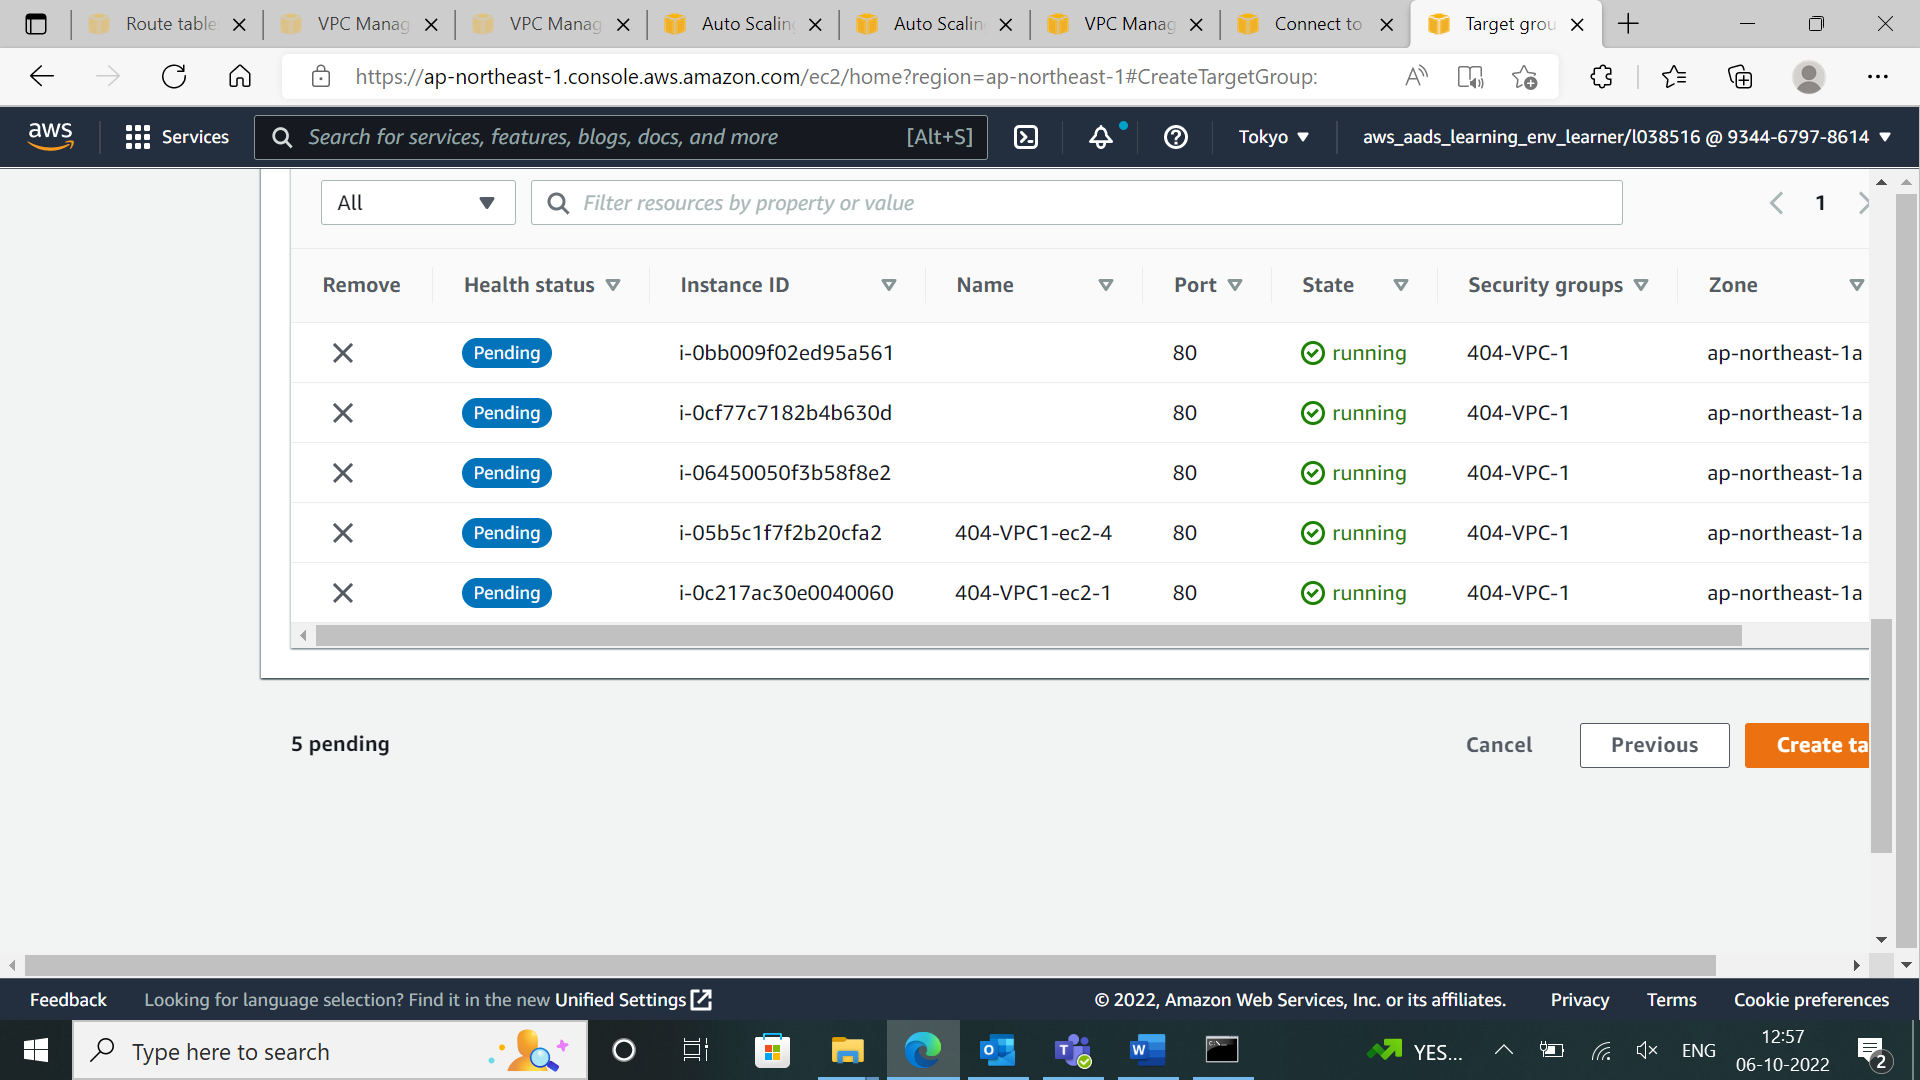 Route table
VPC Manag
VPC Manag
Auto Scaling
Auto Scalin
VPC Manag
Connect to
Target grou
https://ap-northeast-1.console.aws.amazon.com/ec2/home?region=ap-northeast-1#CreateTargetGroup:
aws
Services
Search for services, features, blogs, docs, and more
[Alt+S]
Tokyo
aws_aads_learning_env_learner/l038516 @ 9344-6797-8614
All
Filter resources by property or value
1
Remove Health status Instance ID Name Port State Security groups Zone
Pending i-0bb009f02ed95a561 80 running 404-VPC-1 ap-northeast-1a
Pending i-0cf77c7182b4b630d 80 running 404-VPC-1 ap-northeast-1a
Pending i-06450050f3b58f8e2 80 running 404-VPC-1 ap-northeast-1a
Pending i-05b5c1f7f2b20cfa2 404-VPC1-ec2-4 80 running 404-VPC-1 ap-northeast-1a
Pending i-0c217ac30e0040060 404-VPC1-ec2-1 80 running 404-VPC-1 ap-northeast-1a
5 pending
Cancel
Previous
Create ta
Feedback
Looking for language selection? Find it in the new Unified Settings
© 2022, Amazon Web Services, Inc. or its affiliates.
Privacy
Terms
Cookie preferences
Type here to search
YES...
ENG
12:57
06-10-2022
2